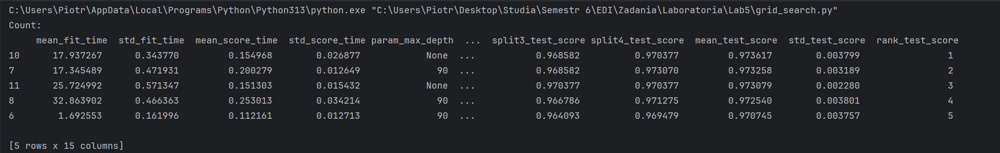 C:\Users\Piotr\AppData\Local\Programs\Python\Python313\python.exe "C:\Users\Piotr\Desktop\Studia\Semestr 6\EDI\Zadania\Laboratoria\Lab5\grid_search.py"
Count:
mean_fit_time std_fit_time mean_score_time std_score_time param_max_depth ... split3_test_score split4_test_score mean_test_score std_test_score rank_test_score
10 17.937267 0.343770 0.154968 0.026877 None ... 0.968582 0.970377 0.973617 0.003799 1
7 17.345489 0.471931 0.200279 0.012649 90 ... 0.968582 0.973070 0.973258 0.003189 2
11 25.724992 0.571347 0.151303 0.015432 None ... 0.970377 0.970377 0.973079 0.002280 3
8 32.863902 0.466363 0.253013 0.034214 90 ... 0.966786 0.971275 0.972540 0.003801 4
6 1.692553 0.161996 0.112161 0.012713 90 ... 0.964093 0.969479 0.970745 0.003757 5
[5 rows x 15 columns]